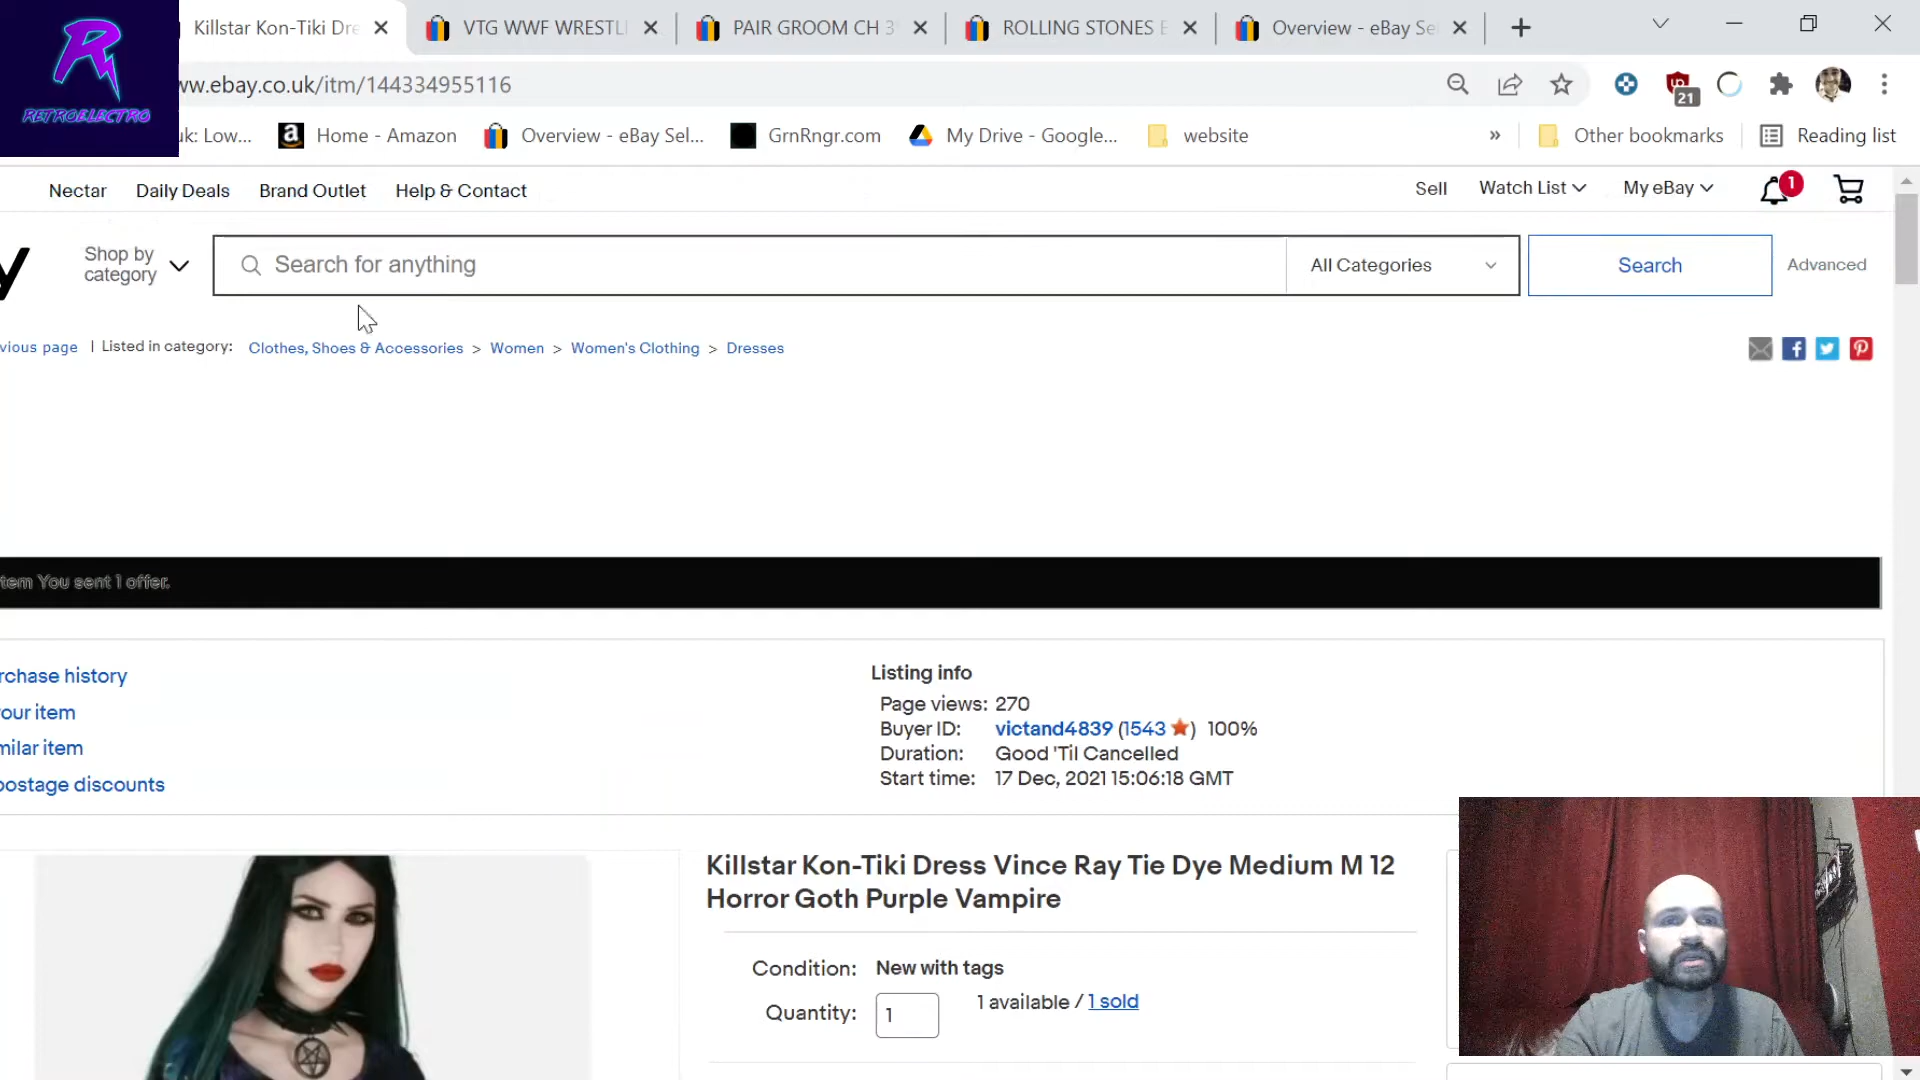 Killstar Kon-Tiki Dre
VTG WWF WRESTL
PAIR GROOM CH 3
ROLLING STONES
Overview - eBay Se
RETROELECTRO
ww.ebay.co.uk/itm/144334955116
21
uk: Low...
Home - Amazon
Overview - eBay Sel...
GrnRngr.com
My Drive - Google...
website
»
Other bookmarks
Reading list
Nectar
Daily Deals
Brand Outlet
Help & Contact
Sell
Watch List
My eBay
1
y
Shop by
category
Search for anything
All Categories
Search
Advanced
vious page | Listed in category: Clothes, Shoes & Accessories > Women > Women's Clothing > Dresses
tem You sent 1 offer.
rchase history
our item
milar item
postage discounts
Listing info
Page views: 270
Buyer ID: victand4839 (1543 ★) 100%
Duration: Good 'Til Cancelled
Start time: 17 Dec, 2021 15:06:18 GMT
Killstar Kon-Tiki Dress Vince Ray Tie Dye Medium M 12
Horror Goth Purple Vampire
Condition: New with tags
Quantity: 1
1 available / 1 sold